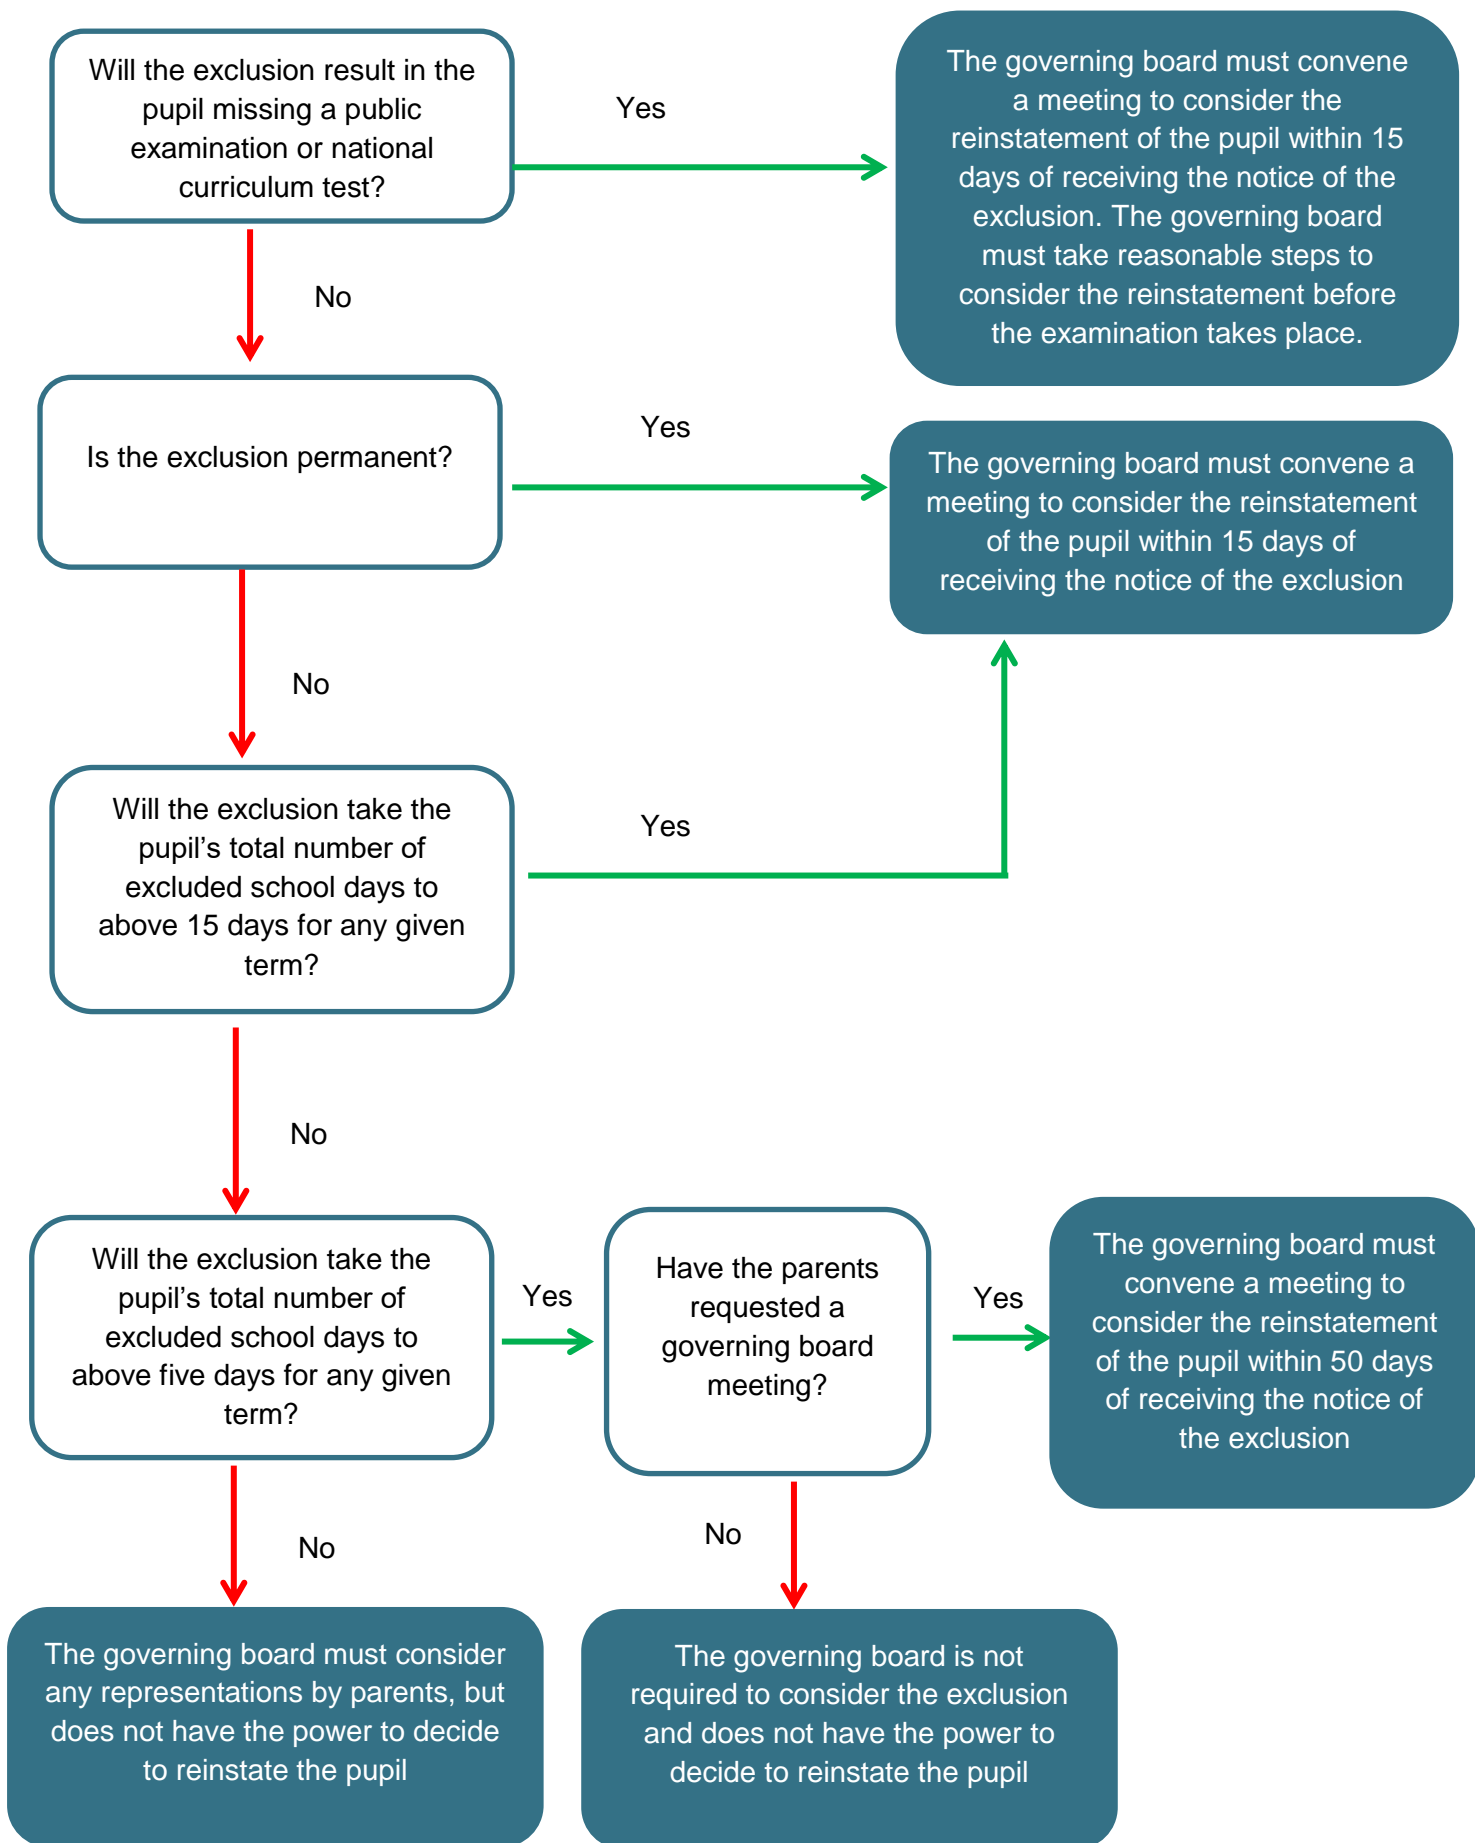 Will the exclusion result in the
pupil missing a public
examination or national
curriculum test?
Yes
The governing board must convene
a meeting to consider the
reinstatement of the pupil within 15
days of receiving the notice of the
exclusion. The governing board
must take reasonable steps to
consider the reinstatement before
the examination takes place.
No
Is the exclusion permanent?
Yes
The governing board must convene a
meeting to consider the reinstatement
of the pupil within 15 days of
receiving the notice of the exclusion
No
Will the exclusion take the
pupil’s total number of
excluded school days to
above 15 days for any given
term?
Yes
No
Will the exclusion take the
pupil’s total number of
excluded school days to
above five days for any given
term?
Yes
Have the parents
requested a
governing board
meeting?
Yes
The governing board must
convene a meeting to
consider the reinstatement
of the pupil within 50 days
of receiving the notice of
the exclusion
No
No
The governing board must consider
any representations by parents, but
does not have the power to decide
to reinstate the pupil
The governing board is not
required to consider the exclusion
and does not have the power to
decide to reinstate the pupil